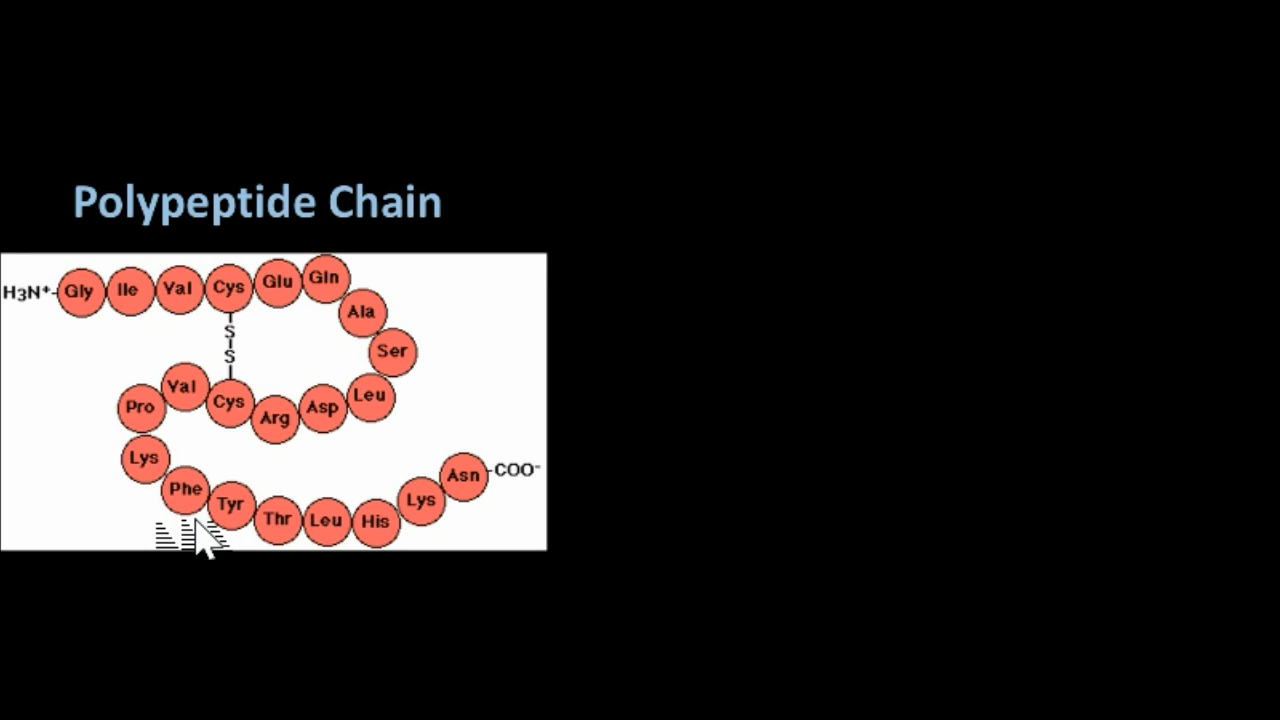 Polypeptide Chain
H3N+ Gly Ile Val Cys Glu Gln
Ala
S
Ser
S
Pro Val Cys Arg Asp Leu
Lys
Phe Tyr Thr Leu His Lys Asn COO-